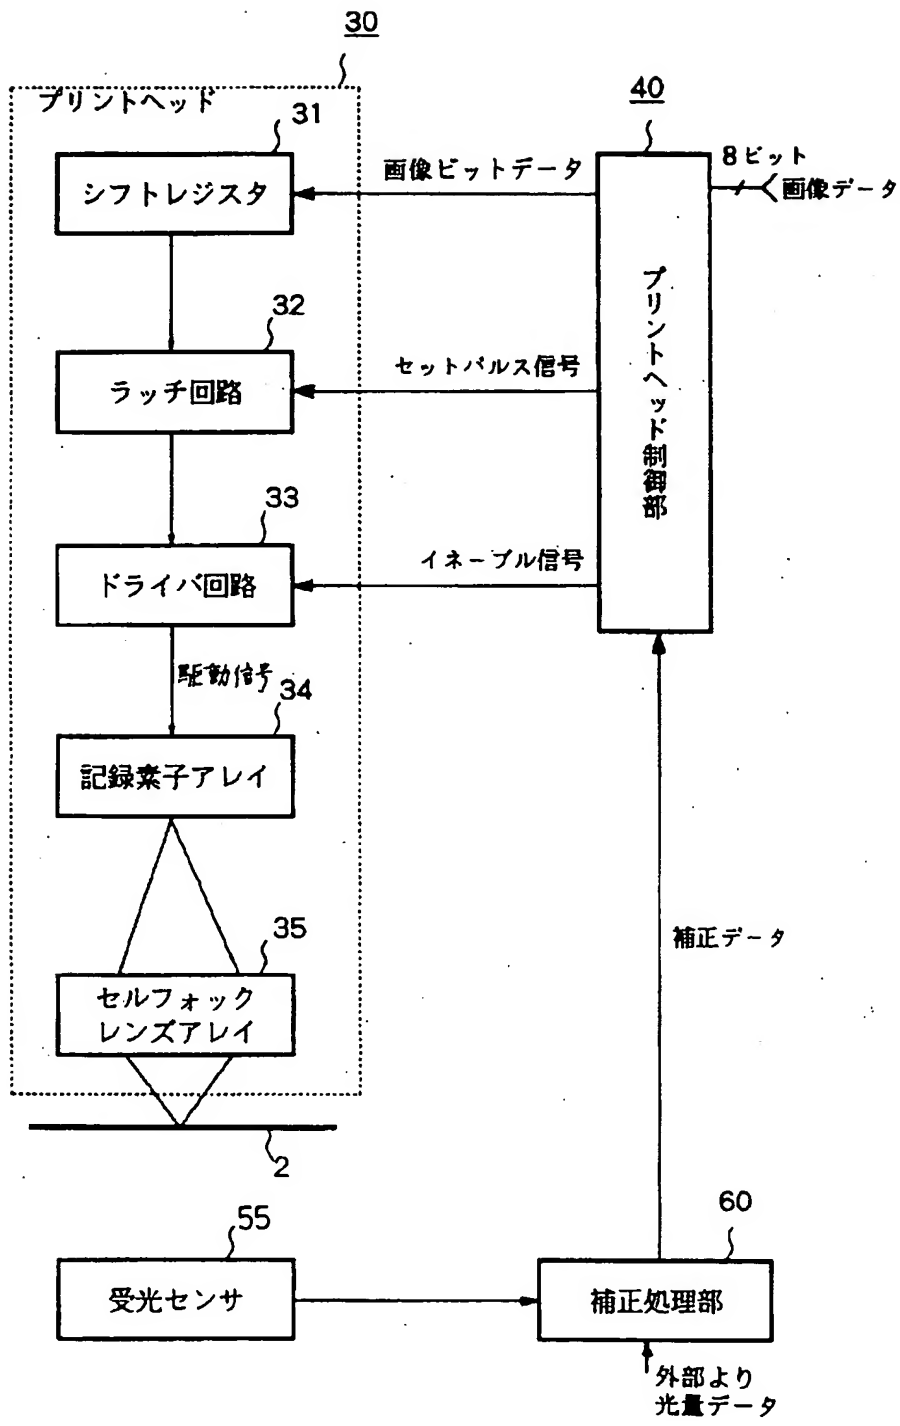 30
プリントヘッド
31
シフトレジスタ
画像ビットデータ
40
8ビット
画像データ
プリントヘッド制御部
32
ラッチ回路
セットパルス信号
33
ドライバ回路
イネーブル信号
駆動信号
34
記録素子アレイ
35
セルフォック
レンズアレイ
補正データ
2
55
受光センサ
60
補正処理部
外部より
光量データ